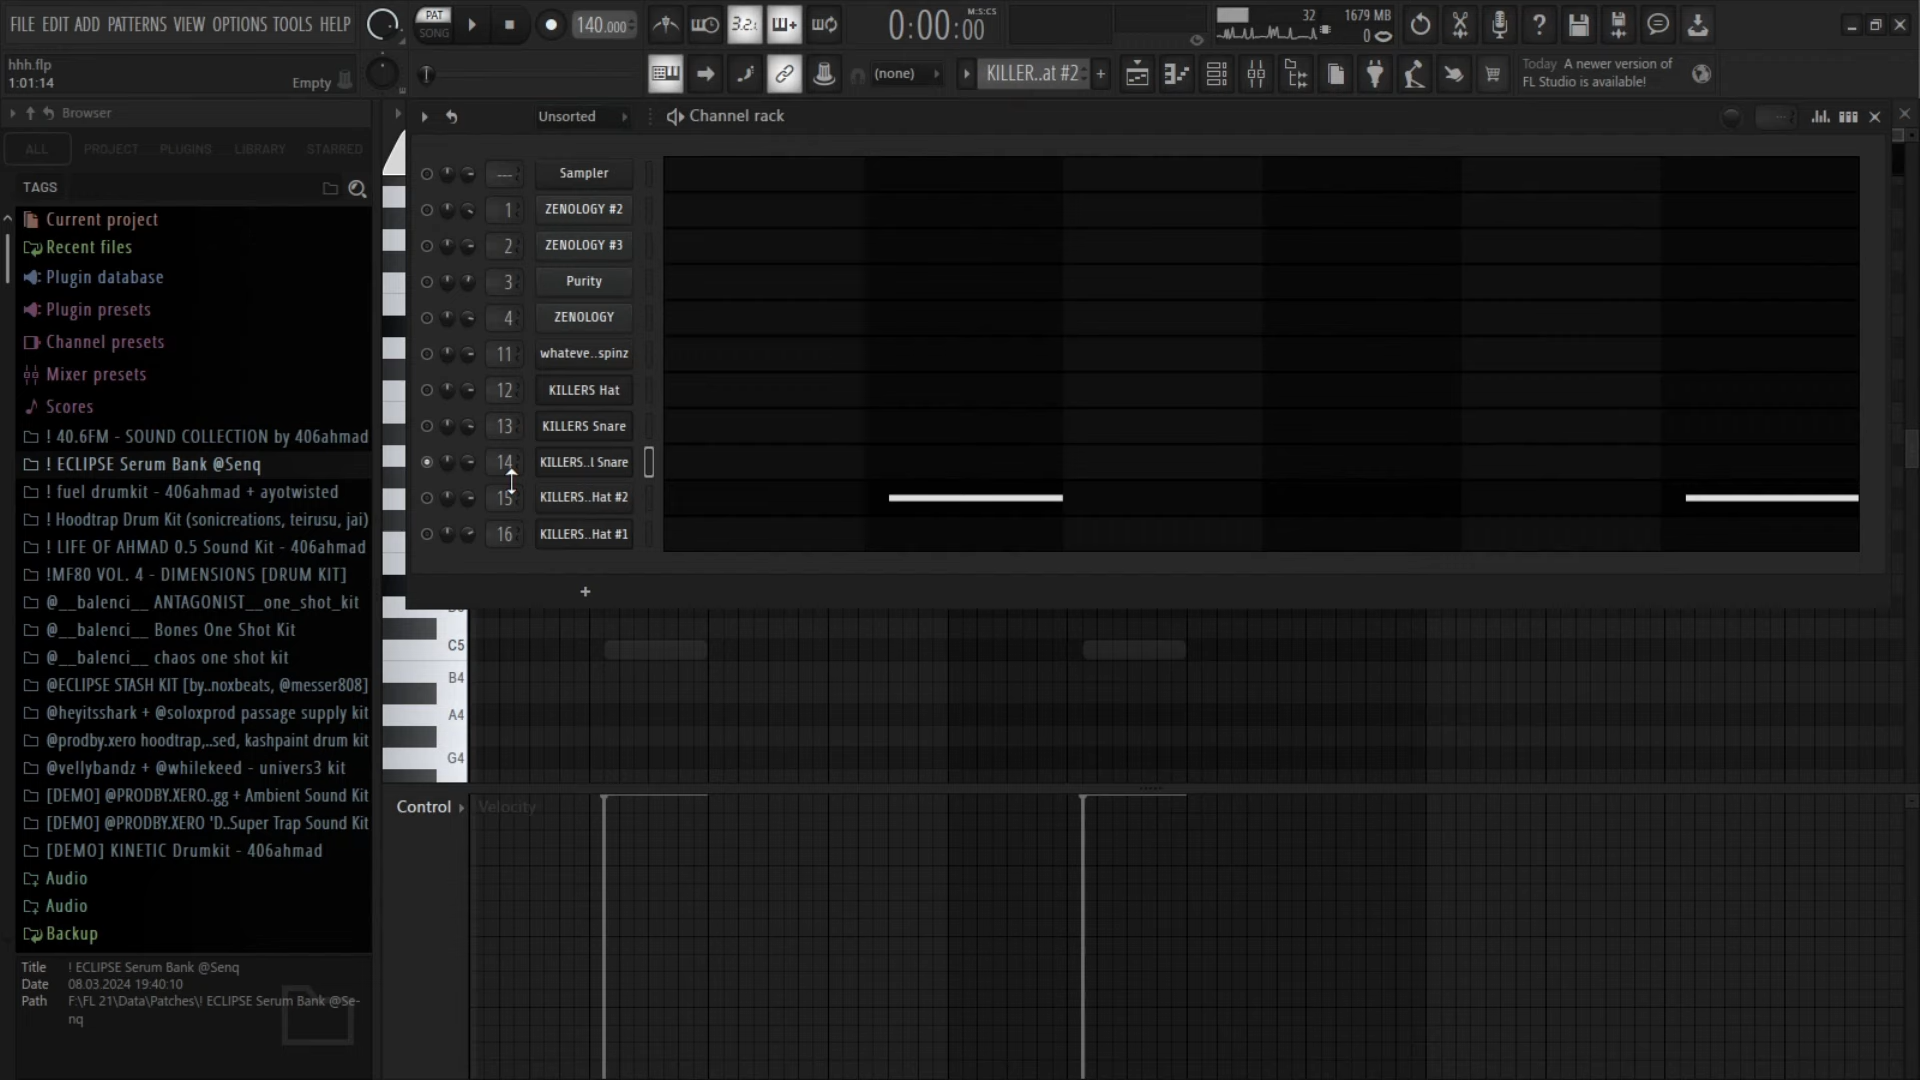 FILE EDIT ADD PATTERNS VIEW OPTIONS TOOLS HELP
PAT
SONG
140.000
3.2.
0:00:00
M:S:CS
32
1679 MB
0
hhh.flp
1:01:14
Empty
(none)
KILLER..at #2
+
Today A newer version of
FL Studio is available!
Browser
ALL PROJECT PLUGINS LIBRARY STARRED
TAGS
Current project
Recent files
Plugin database
Plugin presets
Channel presets
Mixer presets
Scores
! 40.6FM - SOUND COLLECTION by 406ahmad
! ECLIPSE Serum Bank @Senq
! fuel drumkit - 406ahmad + ayotwisted
! Hoodtrap Drum Kit (sonicreations, teirusu, jai)
! LIFE OF AHMAD 0.5 Sound Kit - 406ahmad
!MF80 VOL. 4 - DIMENSIONS [DRUM KIT]
@__balenci__ ANTAGONIST__one_shot_kit
@__balenci__ Bones One Shot Kit
@__balenci__ chaos one shot kit
@ECLIPSE STASH KIT [by..noxbeats, @messer808]
@heyitsshark + @soloxprod passage supply kit
@prodby.xero hoodtrap,..sed, kashpaint drum kit
@vellybandz + @whilekeed - univers3 kit
[DEMO] @PRODBY.XERO..gg + Ambient Sound Kit
[DEMO] @PRODBY.XERO 'D..Super Trap Sound Kit
[DEMO] KINETIC Drumkit - 406ahmad
Audio
Audio
Backup
Title ! ECLIPSE Serum Bank @Senq
Date 08.03.2024 19:40:10
Path F:\FL 21\Data\Patches\! ECLIPSE Serum Bank @Se-
nq
Unsorted
Channel rack
--- Sampler
1 ZENOLOGY #2
2 ZENOLOGY #3
3 Purity
4 ZENOLOGY
11 whateve..spinz
12 KILLERS Hat
13 KILLERS Snare
14 KILLERS..l Snare
15 KILLERS..Hat #2
16 KILLERS..Hat #1
+
C5
B4
A4
G4
Control
Velocity